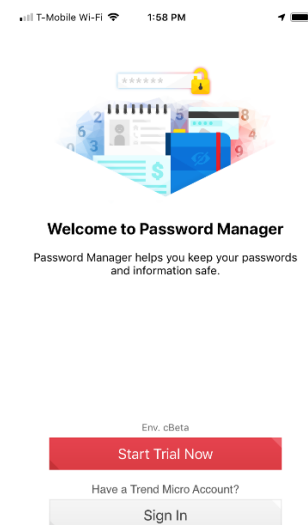 T-Mobile Wi-Fi 1:58 PM
Welcome to Password Manager
Password Manager helps you keep your passwords
and information safe.
Env. cBeta
Start Trial Now
Have a Trend Micro Account?
Sign In